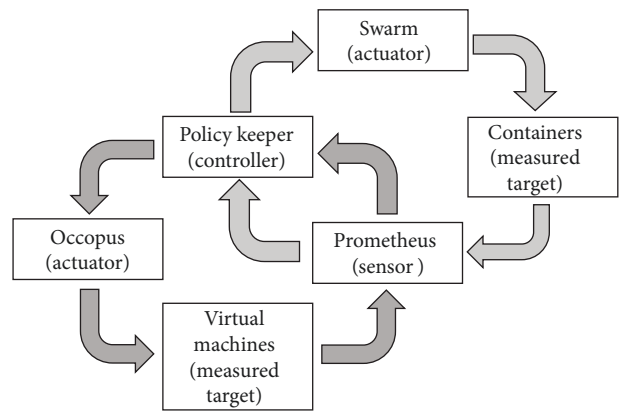 Swarm
(actuator)
Policy keeper
(controller)
Containers
(measured
target)
Occopus
(actuator)
Prometheus
(sensor )
Virtual
machines
(measured
target)